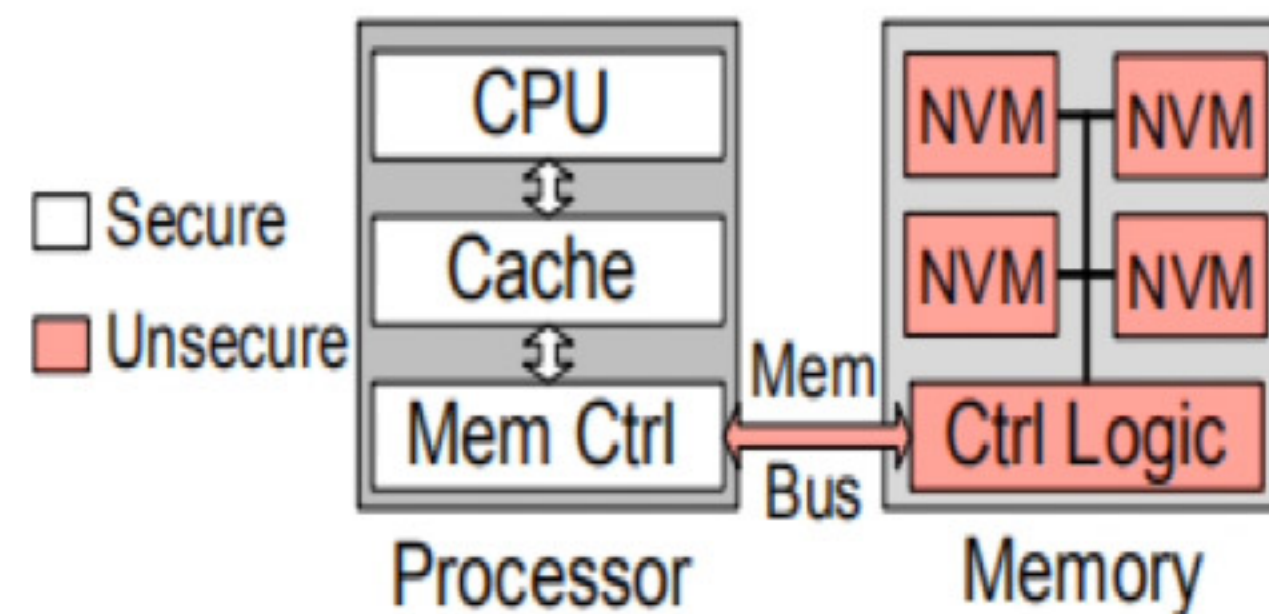 Secure
Unsecure
CPU
Cache
Mem Ctrl
Processor
Mem
Bus
NVM NVM
NVM NVM
Ctrl Logic
Memory